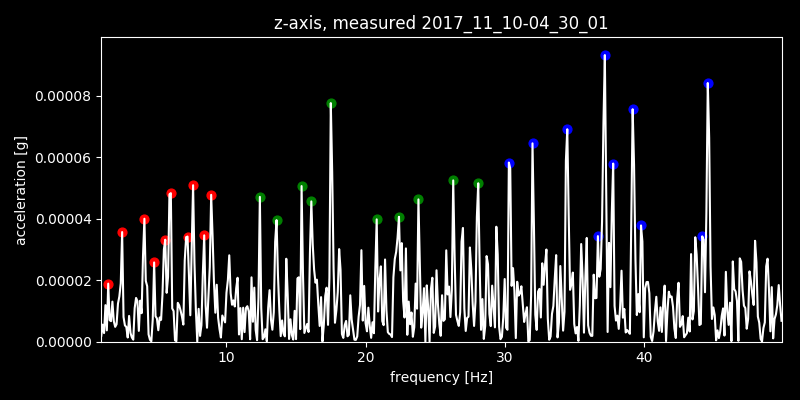 z-axis, measured 2017_11_10-04_30_01
acceleration [g]
0.00008
0.00006
0.00004
0.00002
0.00000
10 20 30 40
frequency [Hz]